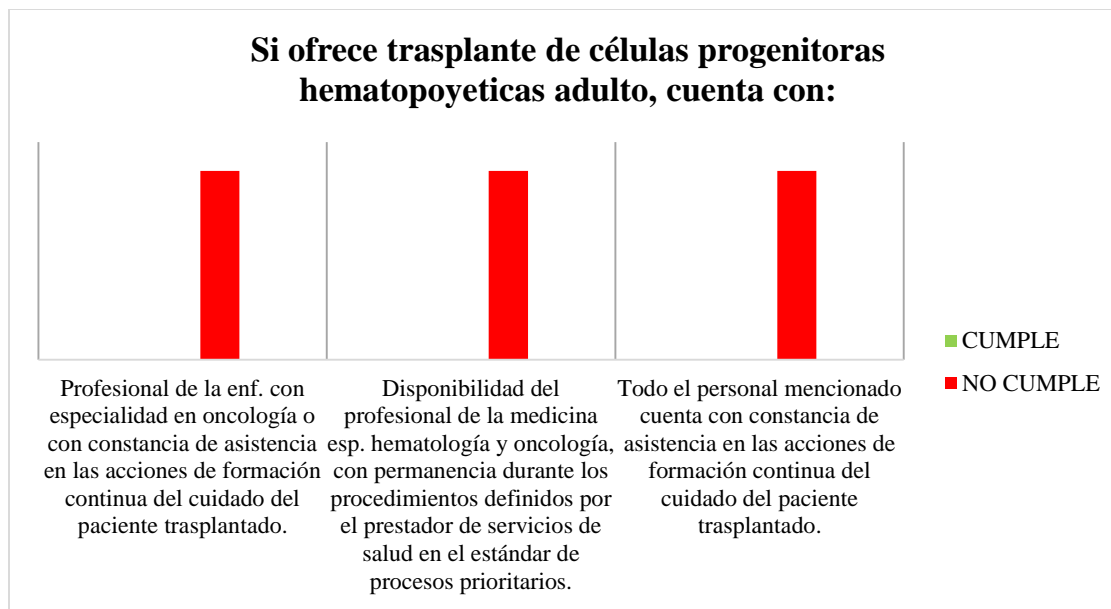 Si ofrece trasplante de células progenitoras
hematopoyeticas adulto, cuenta con:
Profesional de la enf. con
especialidad en oncología o
con constancia de asistencia
en las acciones de formación
continua del cuidado del
paciente trasplantado.
Disponibilidad del
profesional de la medicina
esp. hematología y oncología,
con permanencia durante los
procedimientos definidos por
el prestador de servicios de
salud en el estándar de
procesos prioritarios.
Todo el personal mencionado
cuenta con constancia de
asistencia en las acciones de
formación continua del
cuidado del paciente
trasplantado.
CUMPLE
NO CUMPLE